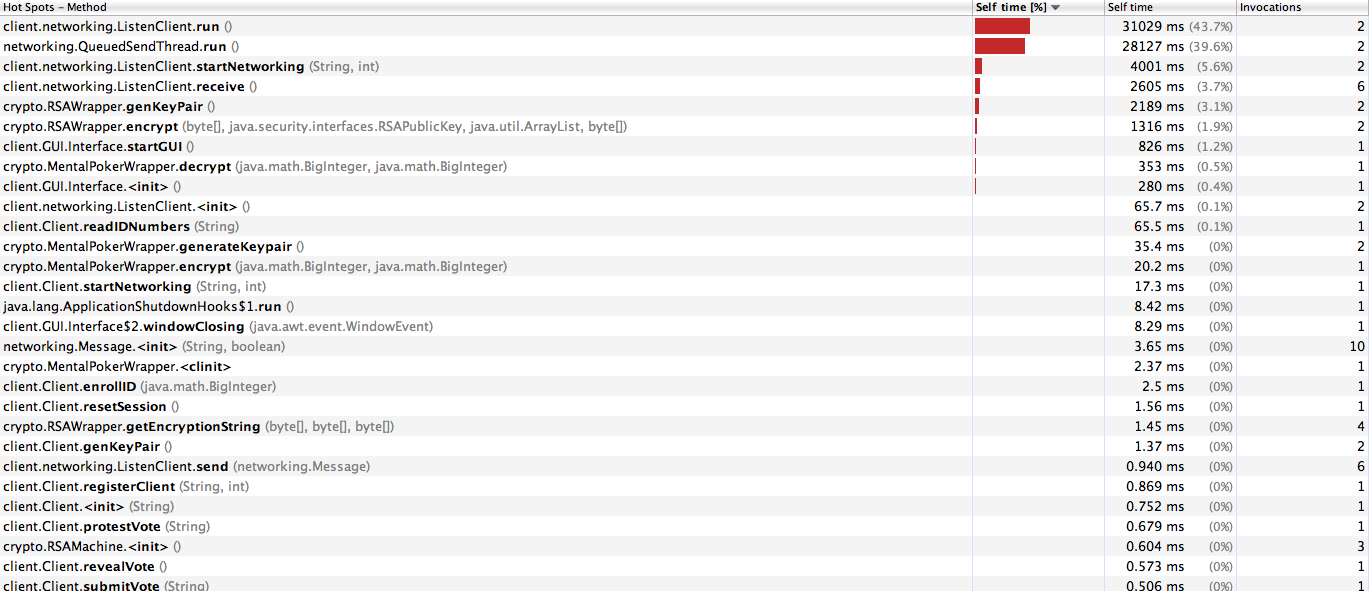 Hot Spots – Method Self time [%] Self time Invocations
client.networking.ListenClient.run () 31029 ms (43.7%) 2
networking.QueuedSendThread.run () 28127 ms (39.6%) 2
client.networking.ListenClient.startNetworking (String, int) 4001 ms (5.6%) 2
client.networking.ListenClient.receive () 2605 ms (3.7%) 6
crypto.RSAWrapper.genKeyPair () 2189 ms (3.1%) 2
crypto.RSAWrapper.encrypt (byte[], java.security.interfaces.RSAPublicKey, java.util.ArrayList, byte[]) 1316 ms (1.9%) 2
client.GUI.Interface.startGUI () 826 ms (1.2%) 1
crypto.MentalPokerWrapper.decrypt (java.math.BigInteger, java.math.BigInteger) 353 ms (0.5%) 1
client.GUI.Interface.<init> () 280 ms (0.4%) 1
client.networking.ListenClient.<init> () 65.7 ms (0.1%) 2
client.Client.readIDNumbers (String) 65.5 ms (0.1%) 1
crypto.MentalPokerWrapper.generateKeypair () 35.4 ms (0%) 2
crypto.MentalPokerWrapper.encrypt (java.math.BigInteger, java.math.BigInteger) 20.2 ms (0%) 1
client.Client.startNetworking (String, int) 17.3 ms (0%) 1
java.lang.ApplicationShutdownHooks$1.run () 8.42 ms (0%) 1
client.GUI.Interface$2.windowClosing (java.awt.event.WindowEvent) 8.29 ms (0%) 1
networking.Message.<init> (String, boolean) 3.65 ms (0%) 10
crypto.MentalPokerWrapper.<clinit> 2.37 ms (0%) 1
client.Client.enrollID (java.math.BigInteger) 2.5 ms (0%) 1
client.Client.resetSession () 1.56 ms (0%) 1
crypto.RSAWrapper.getEncryptionString (byte[], byte[], byte[]) 1.45 ms (0%) 4
client.Client.genKeyPair () 1.37 ms (0%) 2
client.networking.ListenClient.send (networking.Message) 0.940 ms (0%) 6
client.Client.registerClient (String, int) 0.869 ms (0%) 1
client.Client.<init> (String) 0.752 ms (0%) 1
client.Client.protestVote (String) 0.679 ms (0%) 1
crypto.RSAMachine.<init> () 0.604 ms (0%) 3
client.Client.revealVote () 0.573 ms (0%) 1
client.Client.submitVote (String) 0.506 ms (0%) 1